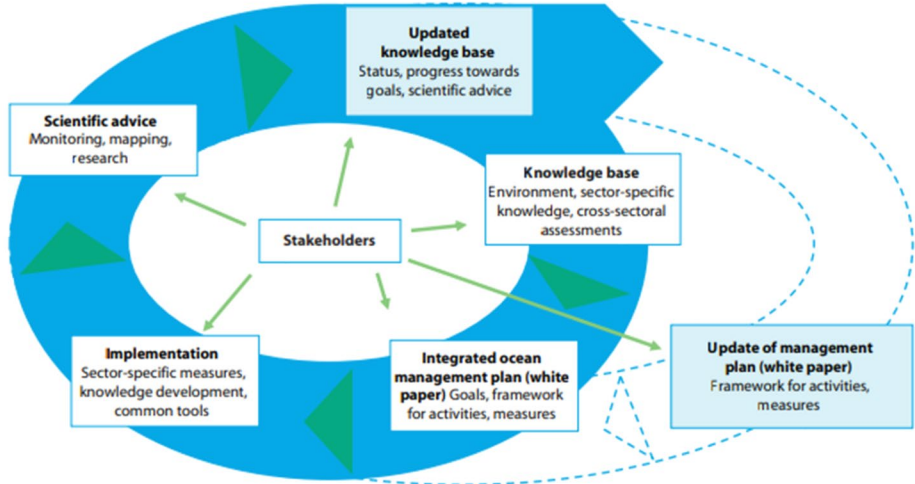 Updated
knowledge base
Status, progress towards
goals, scientific advice
Scientific advice
Monitoring, mapping,
research
Knowledge base
Environment, sector-specific
knowledge, cross-sectoral
assessments
Stakeholders
Implementation
Sector-specific measures,
knowledge development,
common tools
Integrated ocean
management plan (white
paper) Goals, framework
for activities, measures
Update of management
plan (white paper)
Framework for activities,
measures